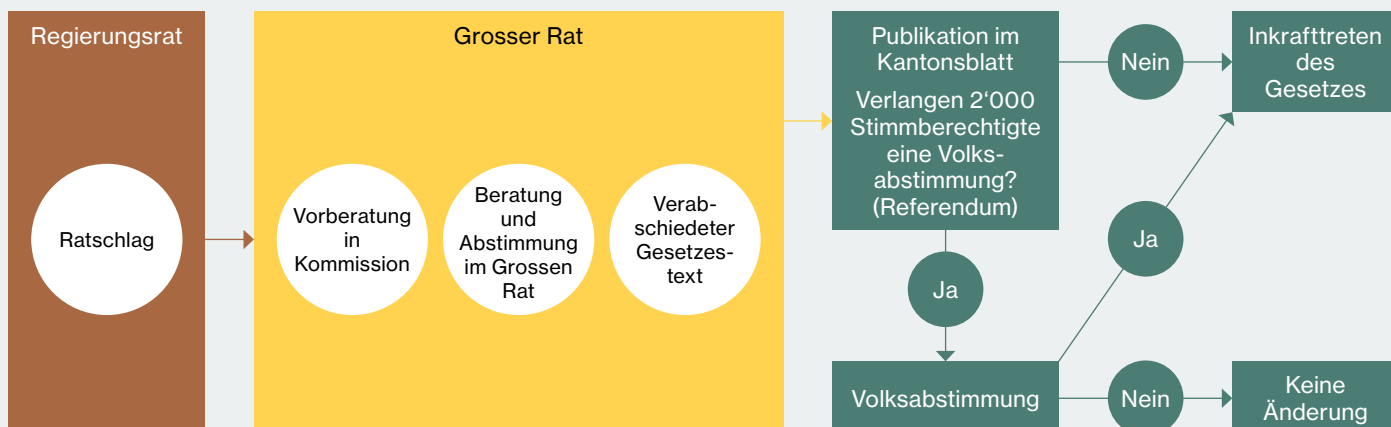 Regierungsrat
Ratschlag
Grosser Rat
Vorberatung
in
Kommission
Beratung
und
Abstimmung
im Grossen
Rat
Verab-
schiedeter
Gesetzes-
text
Publikation im
Kantonsblatt
Verlangen 2‘000
Stimmberechtigte
eine Volks-
abstimmung?
(Referendum)
Nein
Inkrafttreten
des
Gesetzes
Ja
Ja
Volksabstimmung
Nein
Keine
Änderung